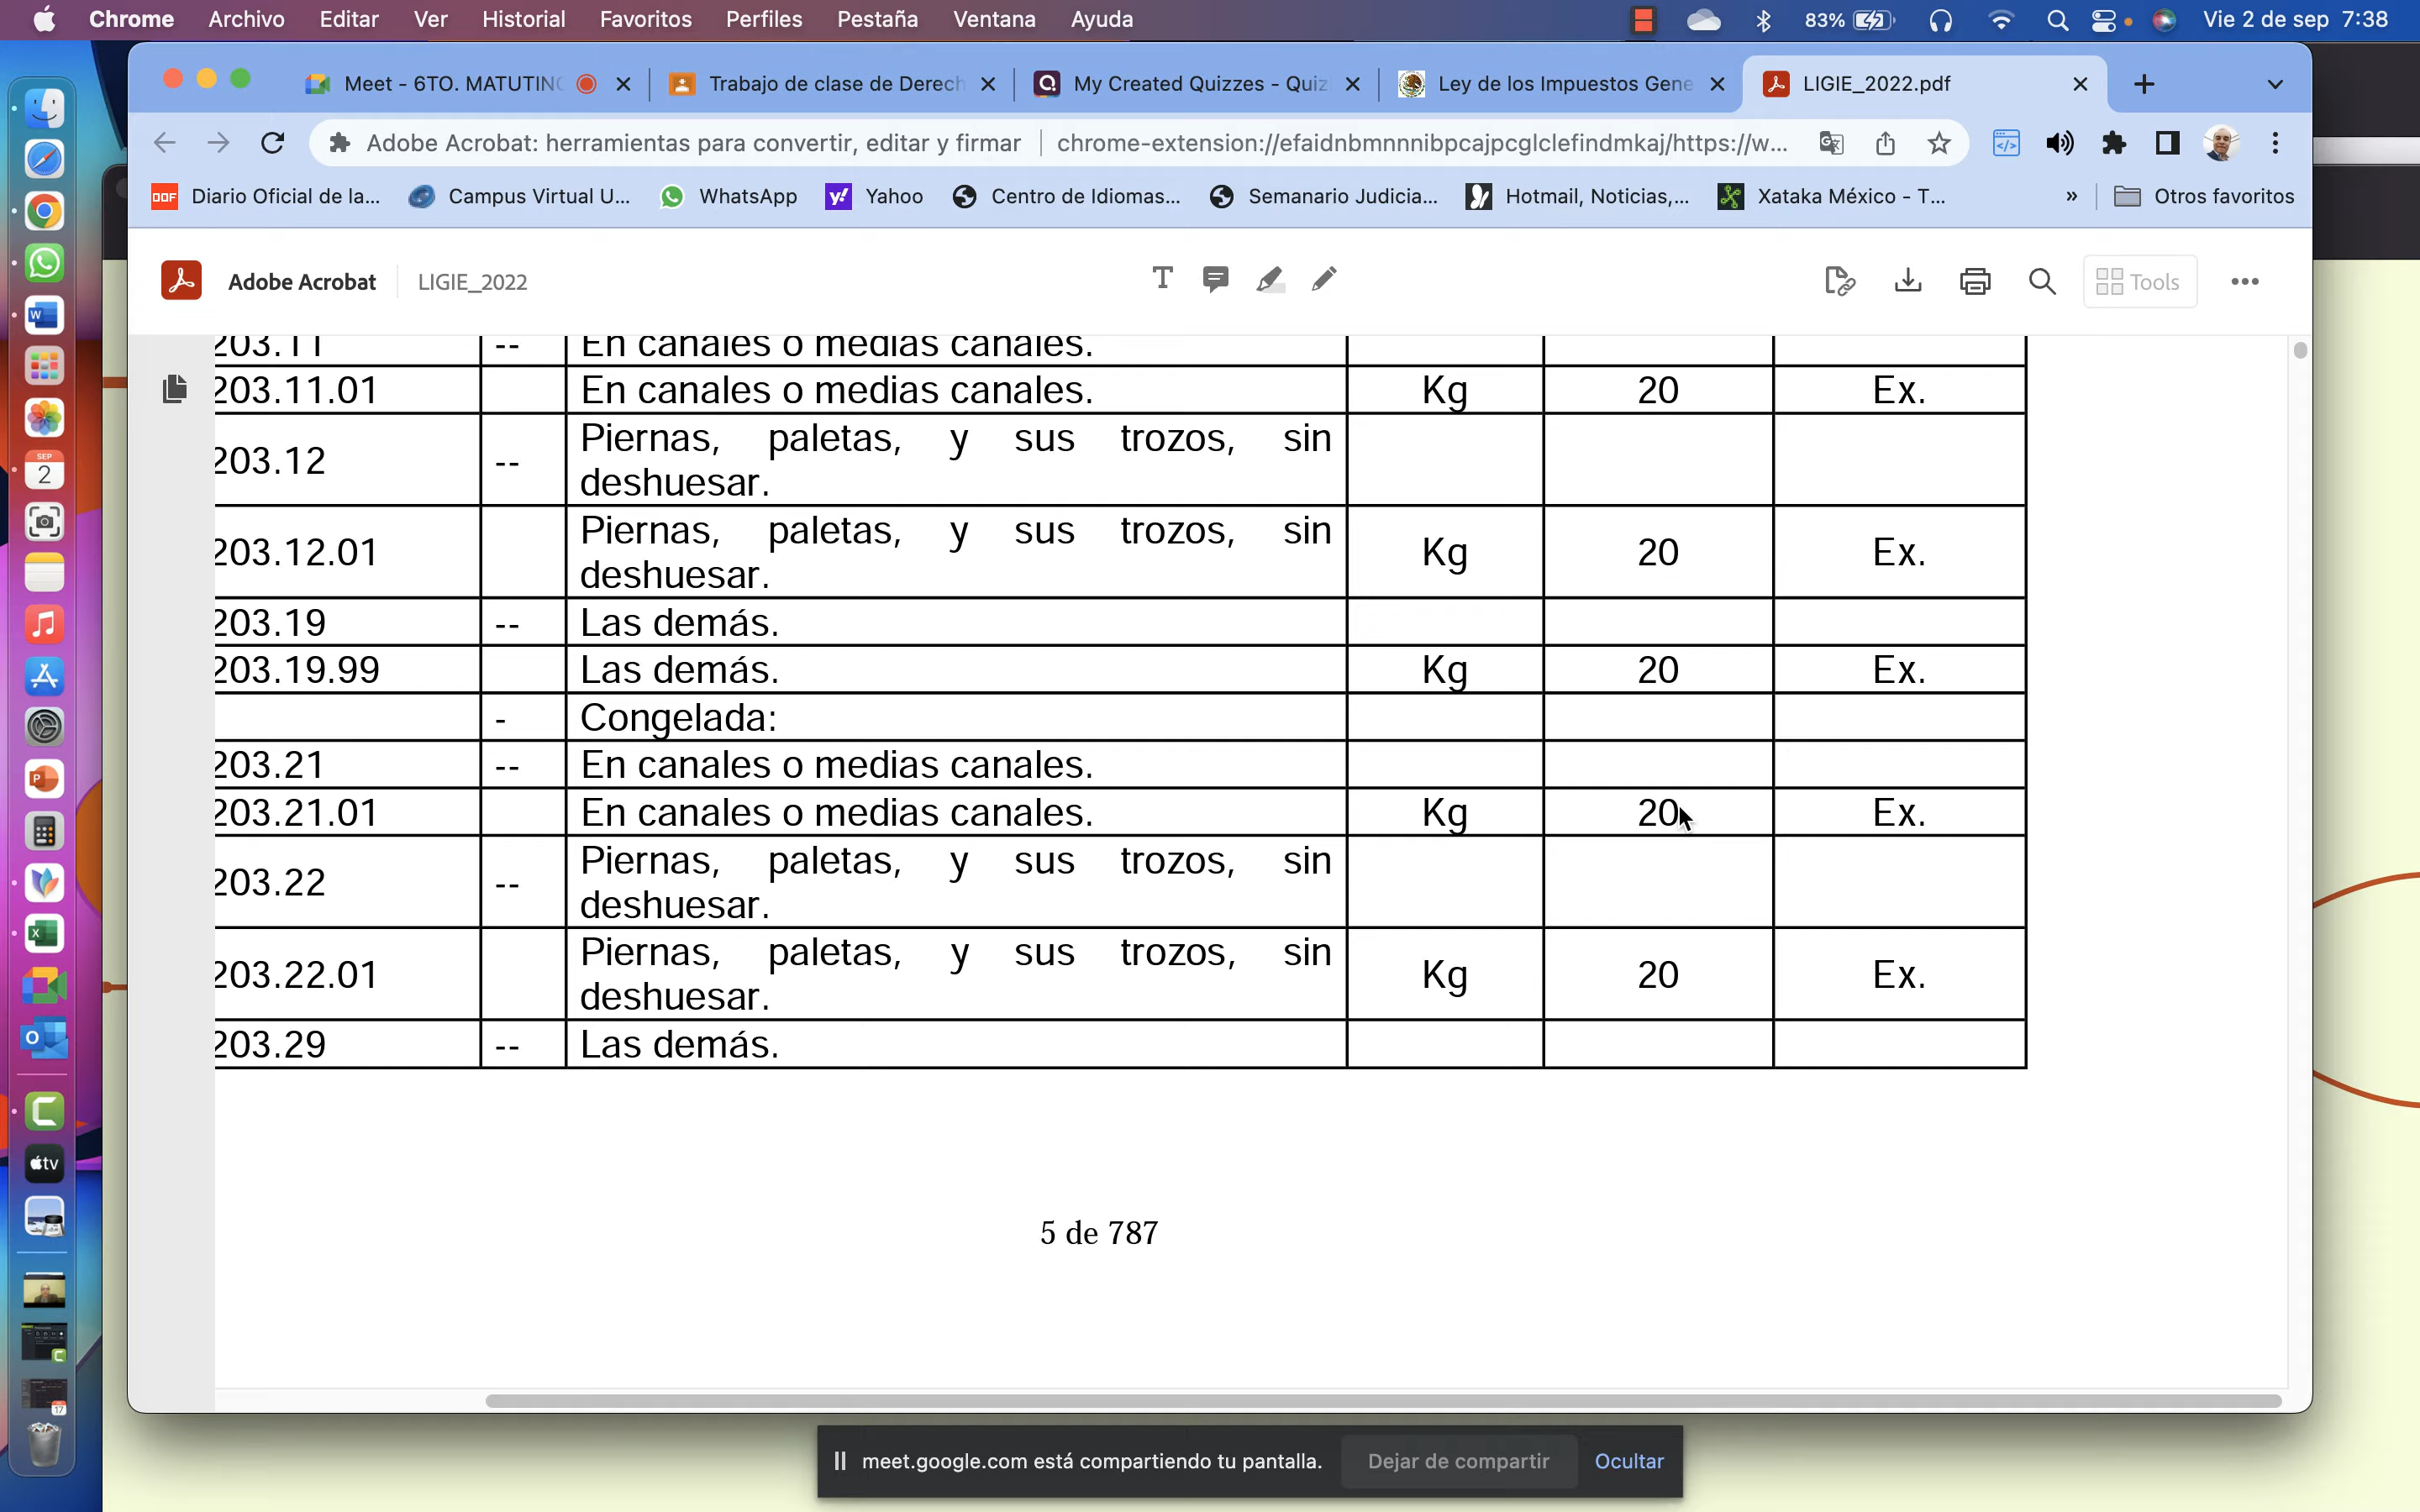 Chrome Archivo Editar Ver Historial Favoritos Perfiles Pestaña Ventana Ayuda 83% Vie 2 de sep 7:38
Meet - 6TO. MATUTINO Trabajo de clase de Derech My Created Quizzes - Quiz Ley de los Impuestos Gene LIGIE_2022.pdf
Adobe Acrobat: herramientas para convertir, editar y firmar chrome-extension://efaidnbmnnnibpcajpcglclefindmkaj/https://w...
DOF Diario Oficial de la... Campus Virtual U... WhatsApp Yahoo Centro de Idiomas... Semanario Judicia... Hotmail, Noticias,... Xataka México - T... » Otros favoritos
Adobe Acrobat LIGIE_2022 Tools
203.11 -- En canales o medias canales.
203.11.01 En canales o medias canales. Kg 20 Ex.
203.12 -- Piernas, paletas, y sus trozos, sin
deshuesar.
203.12.01 Piernas, paletas, y sus trozos, sin
deshuesar. Kg 20 Ex.
203.19 -- Las demás.
203.19.99 Las demás. Kg 20 Ex.
- Congelada:
203.21 -- En canales o medias canales.
203.21.01 En canales o medias canales. Kg 20 Ex.
203.22 -- Piernas, paletas, y sus trozos, sin
deshuesar.
203.22.01 Piernas, paletas, y sus trozos, sin
deshuesar. Kg 20 Ex.
203.29 -- Las demás.
5 de 787
SEP
2
tv
17
meet.google.com está compartiendo tu pantalla. Dejar de compartir Ocultar